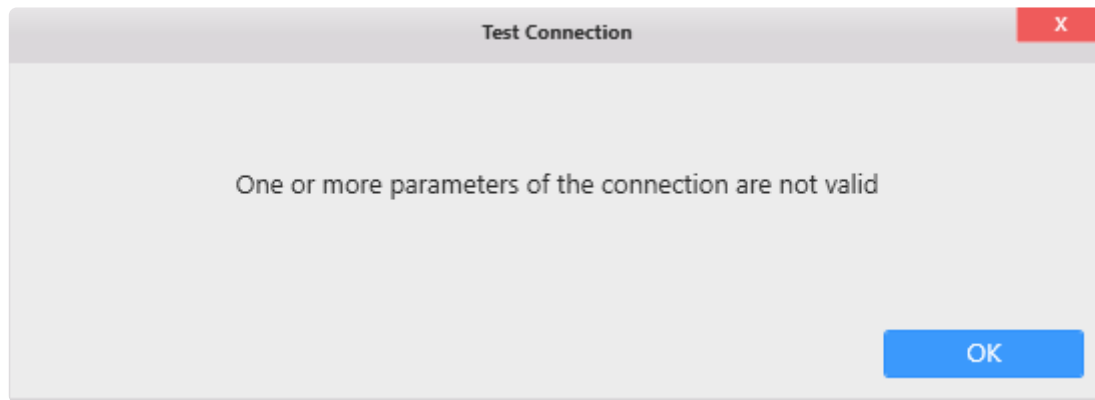 Test Connection
X
One or more parameters of the connection are not valid
OK